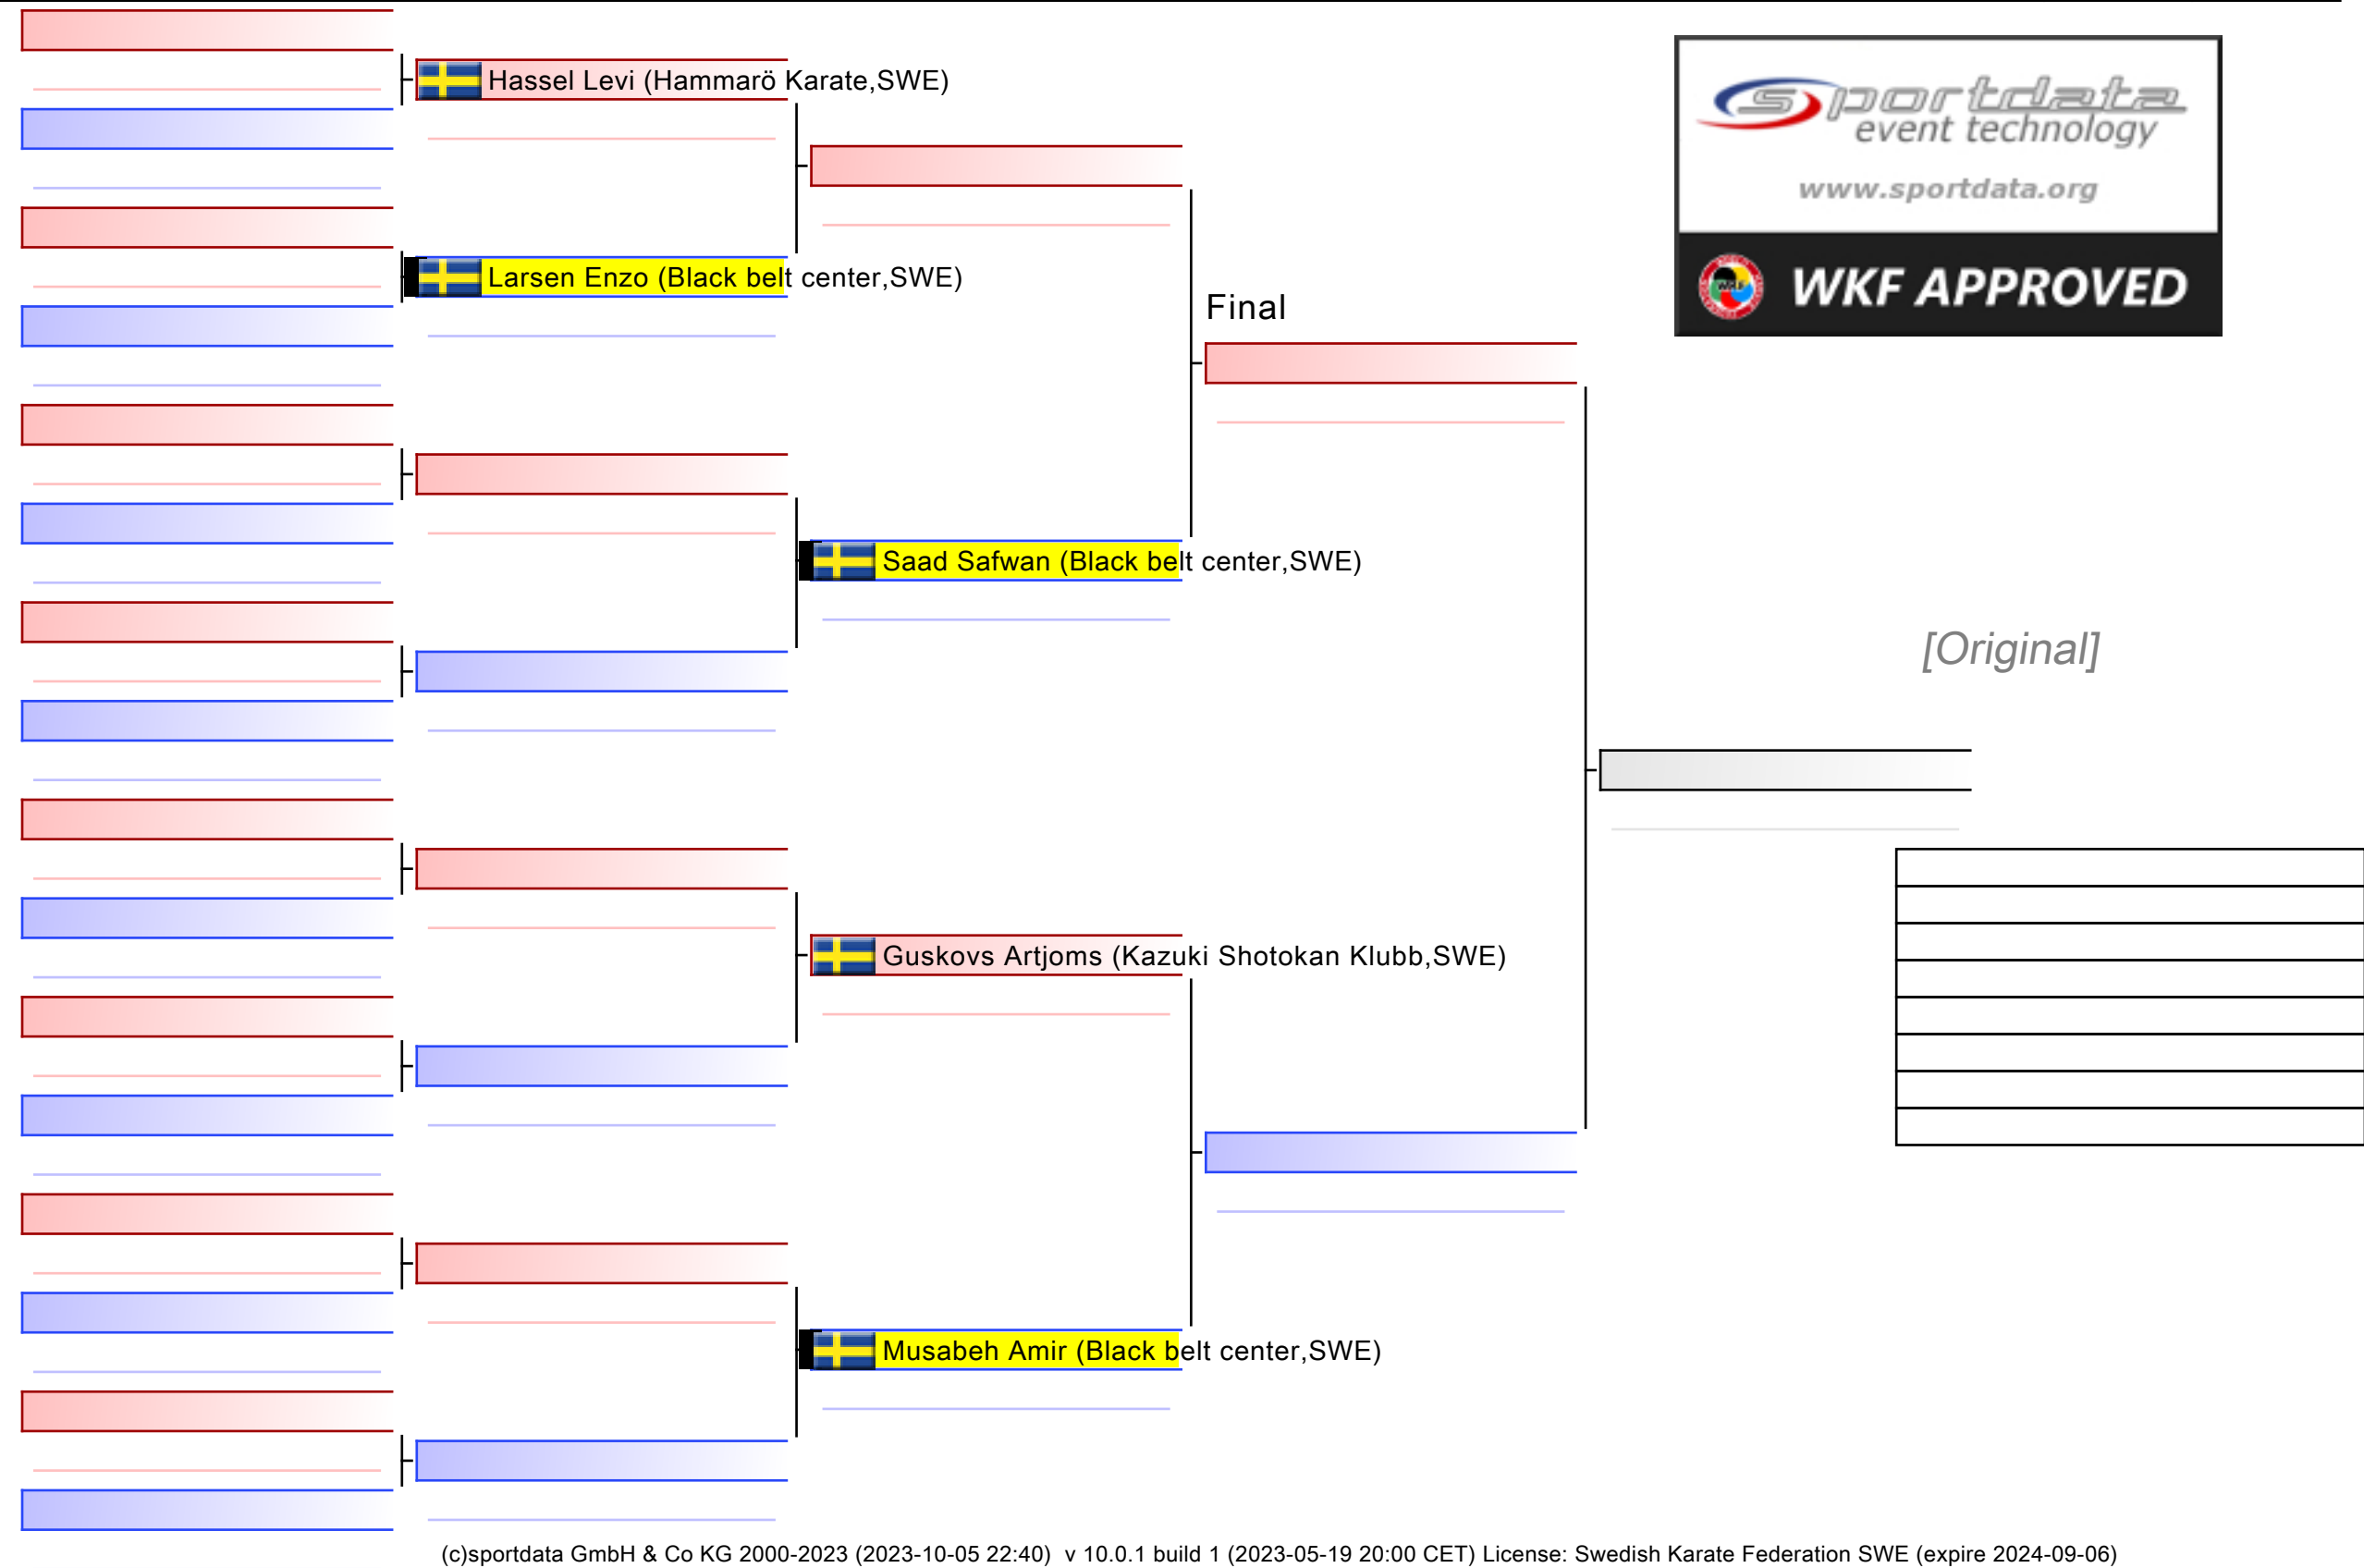 Hassel Levi (Hammarö Karate,SWE)
sportdata
event technology
www.sportdata.org
WKF APPROVED
Larsen Enzo (Black belt center,SWE)
Final
Saad Safwan (Black belt center,SWE)
[Original]
Guskovs Artjoms (Kazuki Shotokan Klubb,SWE)
Musabeh Amir (Black belt center,SWE)
(c)sportdata GmbH & Co KG 2000-2023 (2023-10-05 22:40) v 10.0.1 build 1 (2023-05-19 20:00 CET) License: Swedish Karate Federation SWE (expire 2024-09-06)